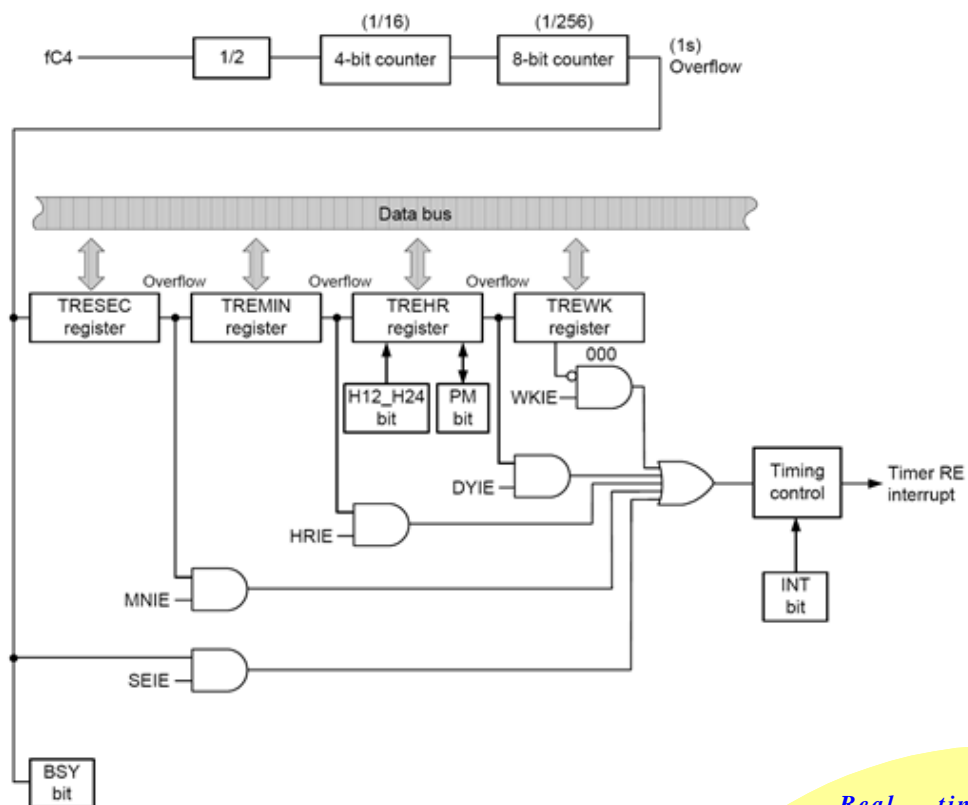 (1/16)
(1/256)
fC4
1/2
4-bit counter
8-bit counter
(1s)
Overflow
Data bus
Overflow
Overflow
Overflow
TRESEC
register
TREMIN
register
TREHR
register
TREWK
register
000
H12_H24
bit
PM
bit
WKIE
DYIE
HRIE
MNIE
SEIE
Timing
control
Timer RE
interrupt
INT
bit
BSY
bit